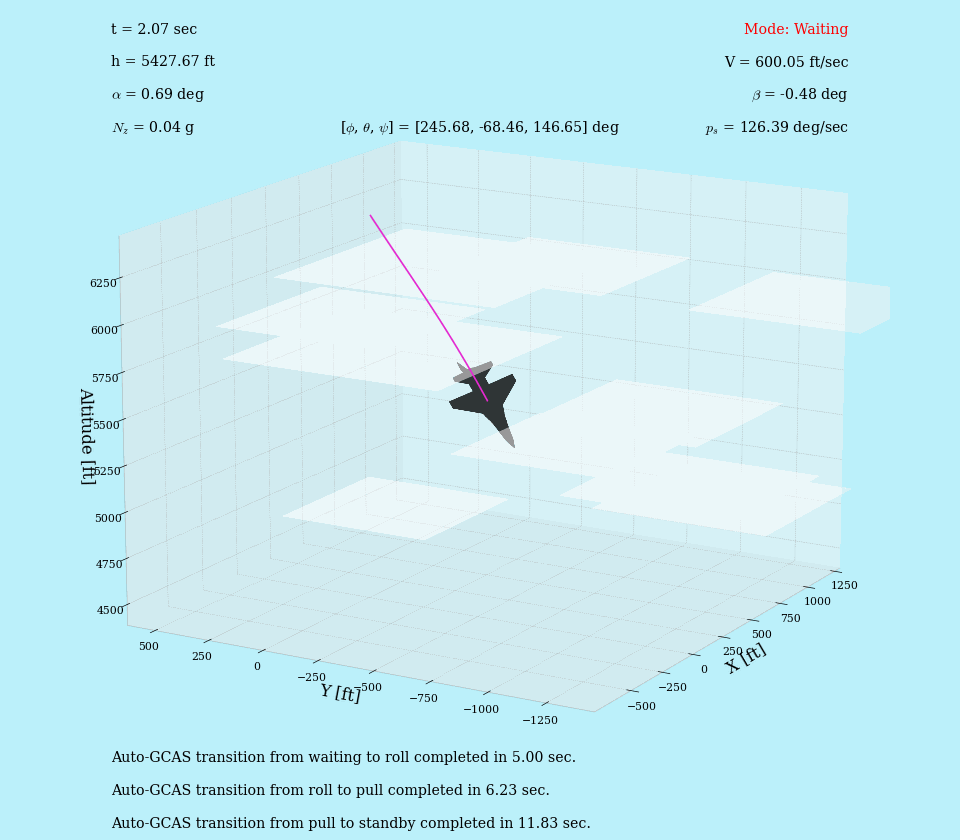 t = 2.07 sec
Mode: Waiting
h = 5427.67 ft
V = 600.05 ft/sec
α = 0.69 deg
β = -0.48 deg
N_z = 0.04 g
[ϕ, θ, ψ] = [245.68, -68.46, 146.65] deg
p_s = 126.39 deg/sec
6250
6000
5750
5500
5250
5000
4750
4500
Altitude [ft]
500
250
0
−250
−500
−750
−1000
−1250
Y [ft]
−500
−250
0
250
500
750
1000
1250
X [ft]
Auto-GCAS transition from waiting to roll completed in 5.00 sec.
Auto-GCAS transition from roll to pull completed in 6.23 sec.
Auto-GCAS transition from pull to standby completed in 11.83 sec.